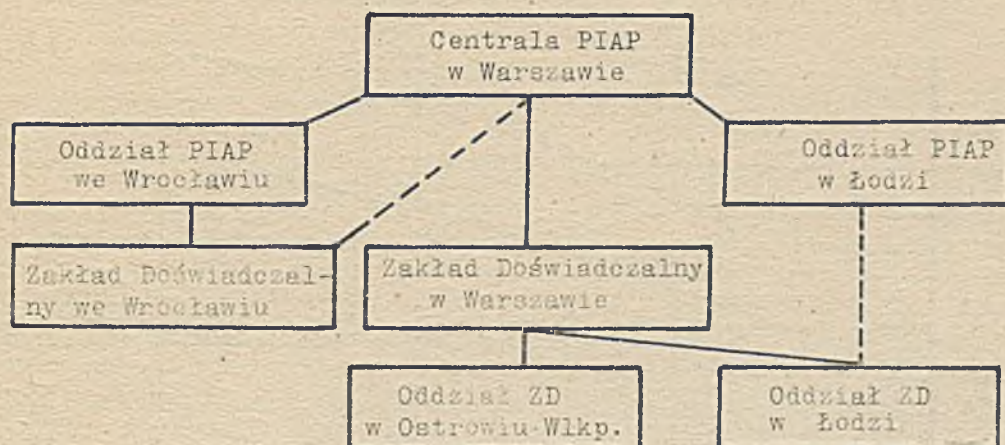 Centrala PIAP
w Warszawie
Oddział PIAP
we Wrocławiu
Oddział PIAP
w Łodzi
Zakład Doświadczal-
ny we Wrocławiu
Zakład Doświadczalny
w Warszawie
Oddział ZD
w Ostrowiu-Wlkp.
Oddział ZD
w Łodzi